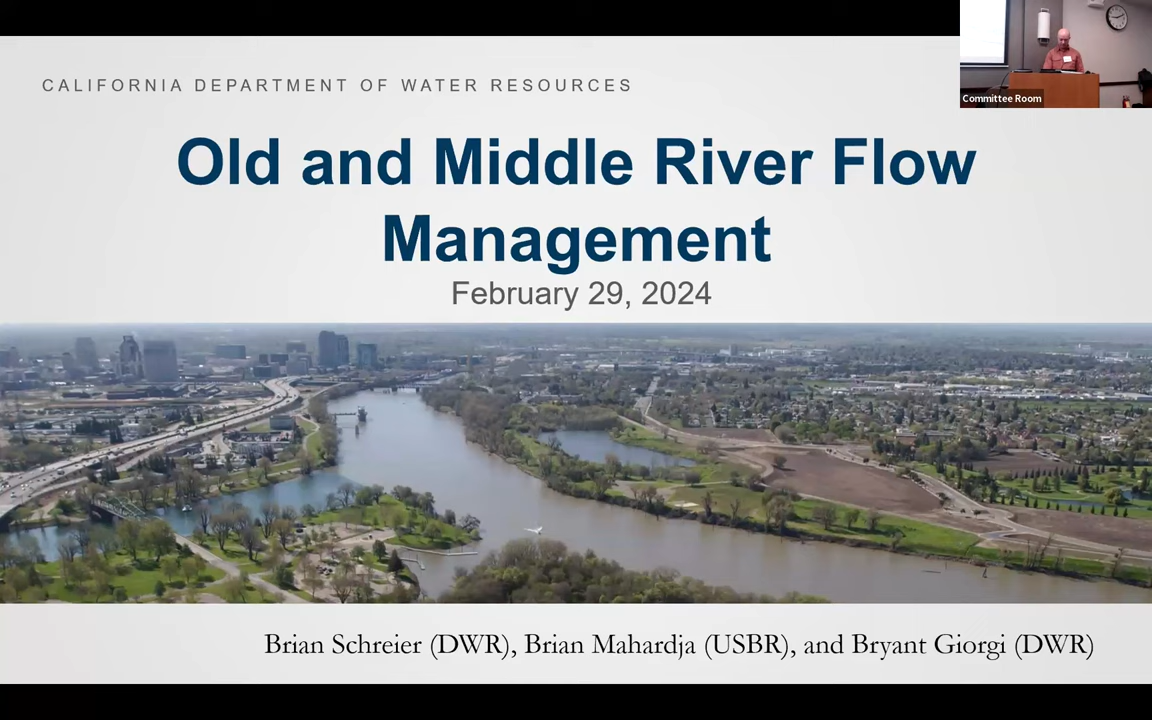 CALIFORNIA DEPARTMENT OF WATER RESOURCES
Committee Room
Old and Middle River Flow
Management
February 29, 2024
Brian Schreier (DWR), Brian Mahardja (USBR), and Bryant Giorgi (DWR)